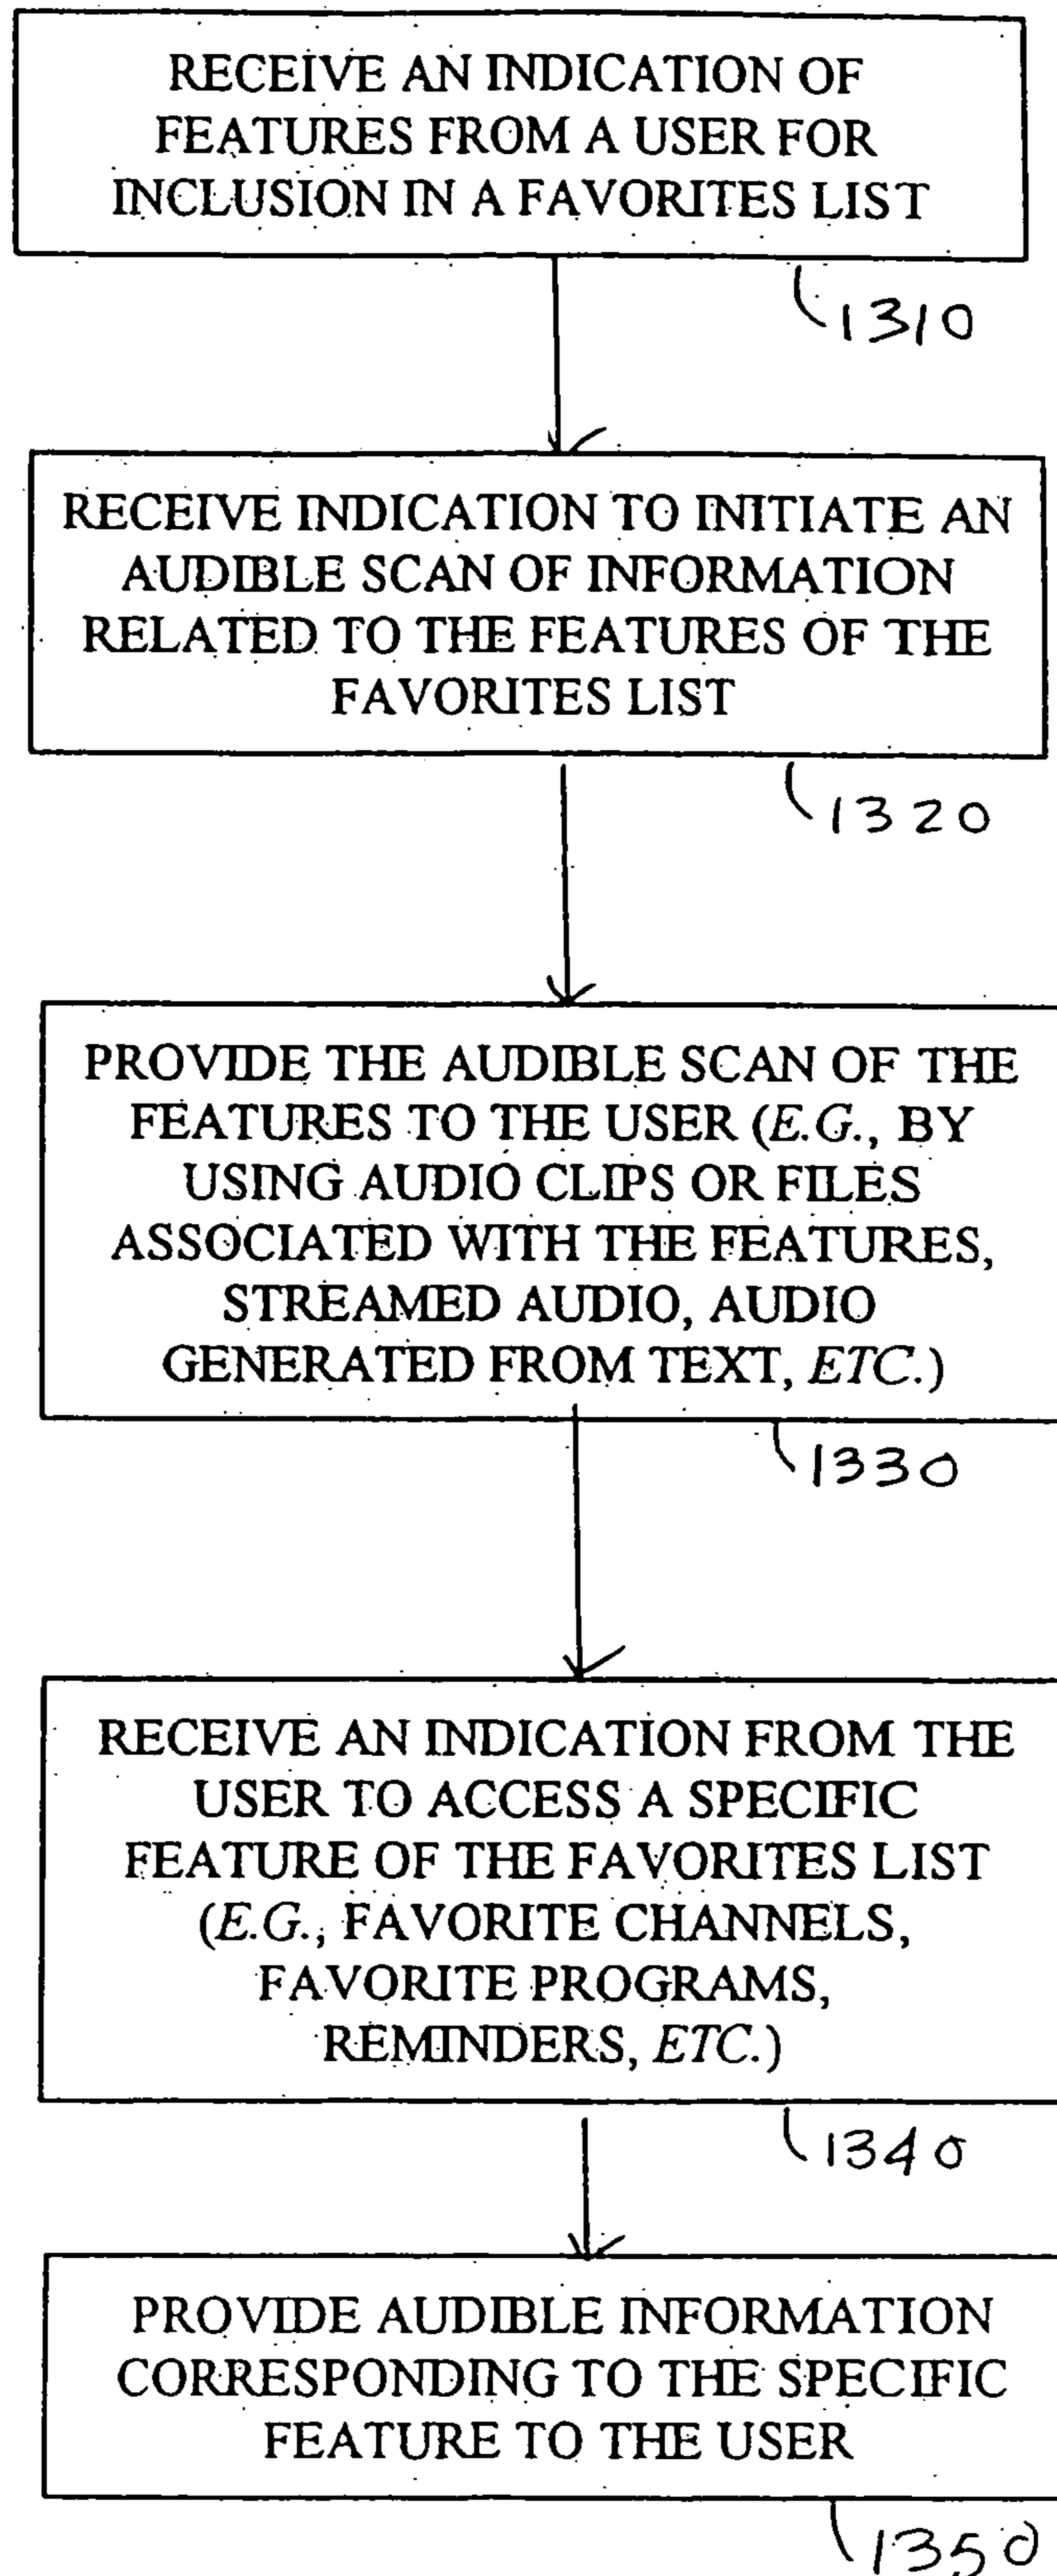 RECEIVE AN INDICATION OF
FEATURES FROM A USER FOR
INCLUSION IN A FAVORITES LIST
1310
RECEIVE INDICATION TO INITIATE AN
AUDIBLE SCAN OF INFORMATION
RELATED TO THE FEATURES OF THE
FAVORITES LIST
1320
PROVIDE THE AUDIBLE SCAN OF THE
FEATURES TO THE USER (E.G., BY
USING AUDIO CLIPS OR FILES
ASSOCIATED WITH THE FEATURES,
STREAMED AUDIO, AUDIO
GENERATED FROM TEXT, ETC.)
1330
RECEIVE AN INDICATION FROM THE
USER TO ACCESS A SPECIFIC
FEATURE OF THE FAVORITES LIST
(E.G., FAVORITE CHANNELS,
FAVORITE PROGRAMS,
REMINDERS, ETC.)
1340
PROVIDE AUDIBLE INFORMATION
CORRESPONDING TO THE SPECIFIC
FEATURE TO THE USER
1350